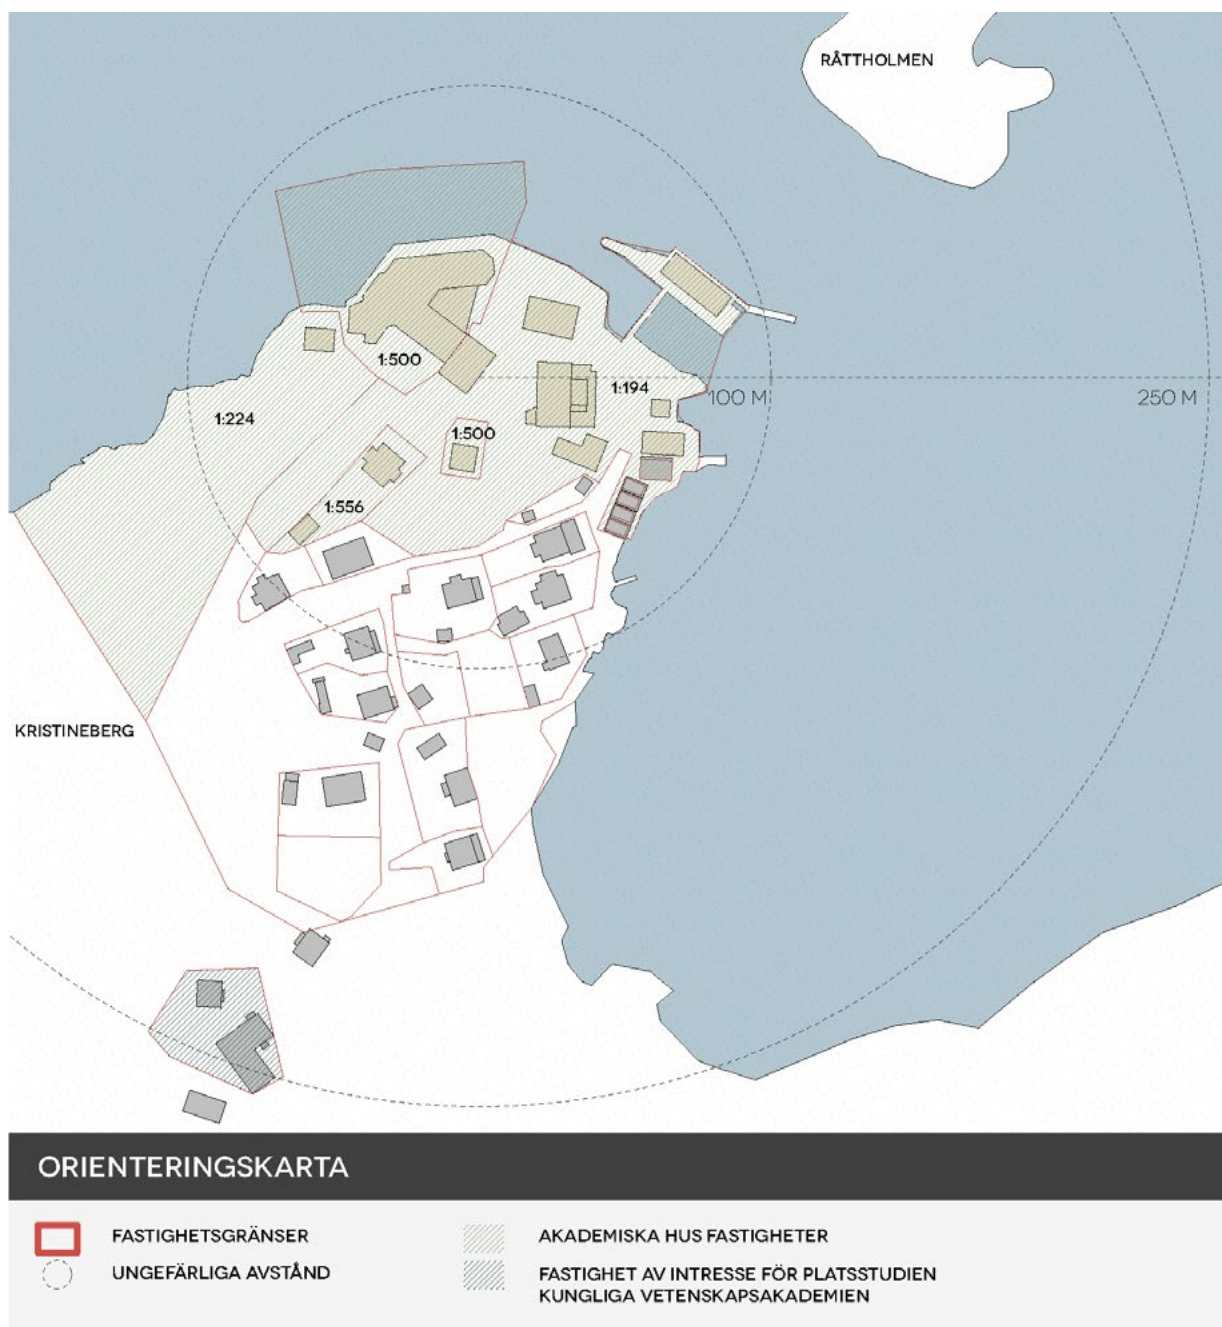 RÅTTHOLMEN
1:500
1:194
100 M
250 M
1:224
1:500
1:556
KRISTINEBERG
ORIENTERINGSKARTA
FASTIGHETSGRÄNSER
UNGEFÄRLIGA AVSTÅND
AKADEMISKA HUS FASTIGHETER
FASTIGHET AV INTRESSE FÖR PLATSSTUDIEN
KUNGLIGA VETENSKAPSAKADEMIEN